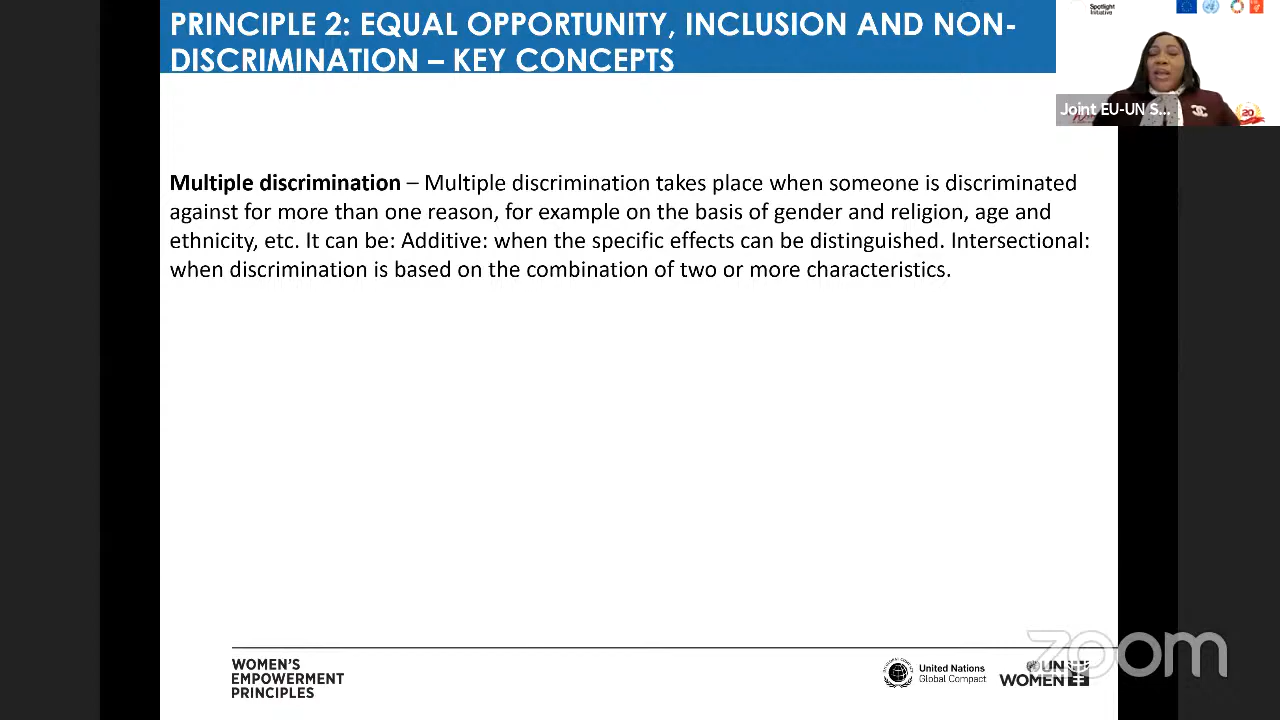 PRINCIPLE 2: EQUAL OPPORTUNITY, INCLUSION AND NON-
DISCRIMINATION – KEY CONCEPTS
Spotlight
Initiative
Joint EU-UN S...
20
Multiple discrimination – Multiple discrimination takes place when someone is discriminated
against for more than one reason, for example on the basis of gender and religion, age and
ethnicity, etc. It can be: Additive: when the specific effects can be distinguished. Intersectional:
when discrimination is based on the combination of two or more characteristics.
WOMEN'S
EMPOWERMENT
PRINCIPLES
United Nations
Global Compact
UN
WOMEN
zoom